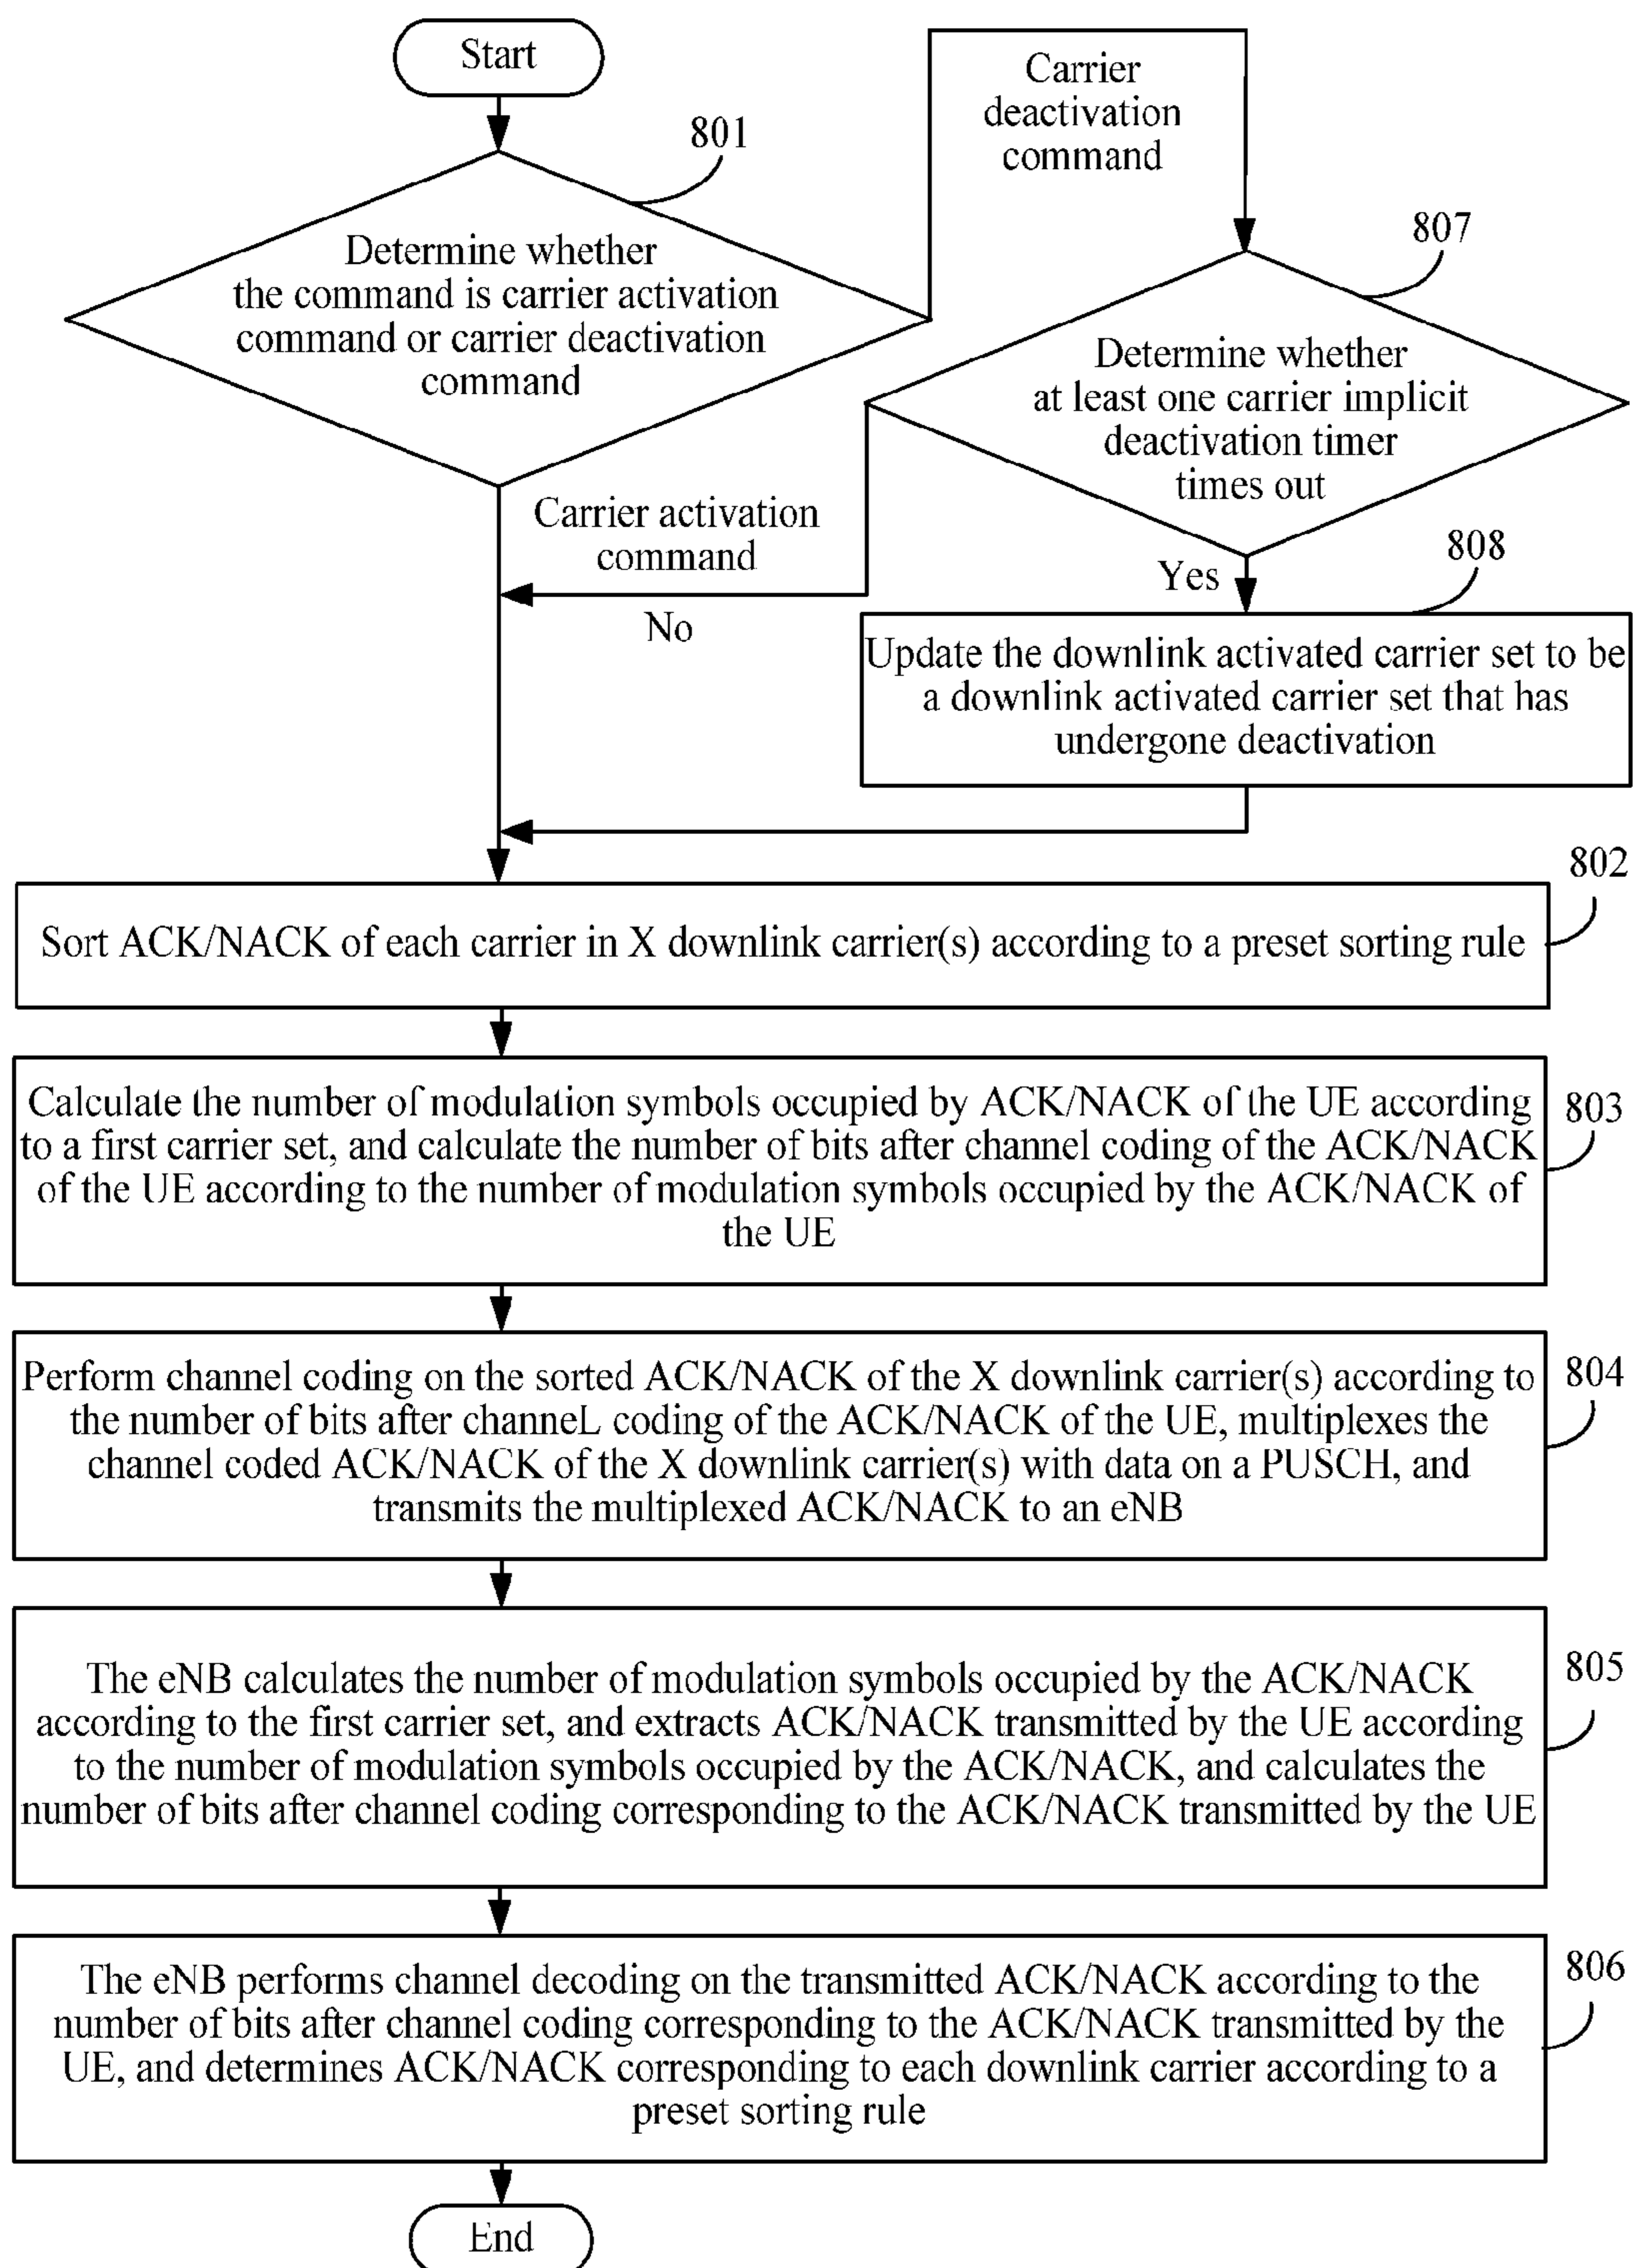 Start
801
Determine whether
the command is carrier activation
command or carrier deactivation
command
Carrier
deactivation
command
807
Determine whether
at least one carrier implicit
deactivation timer
times out
Carrier activation
command
No
Yes
808
Update the downlink activated carrier set to be
a downlink activated carrier set that has
undergone deactivation
802
Sort ACK/NACK of each carrier in X downlink carrier(s) according to a preset sorting rule
803
Calculate the number of modulation symbols occupied by ACK/NACK of the UE according
to a first carrier set, and calculate the number of bits after channel coding of the ACK/NACK
of the UE according to the number of modulation symbols occupied by the ACK/NACK of
the UE
804
Perform channel coding on the sorted ACK/NACK of the X downlink carrier(s) according to
the number of bits after channeL coding of the ACK/NACK of the UE, multiplexes the
channel coded ACK/NACK of the X downlink carrier(s) with data on a PUSCH, and
transmits the multiplexed ACK/NACK to an eNB
805
The eNB calculates the number of modulation symbols occupied by the ACK/NACK
according to the first carrier set, and extracts ACK/NACK transmitted by the UE according
to the number of modulation symbols occupied by the ACK/NACK, and calculates the
number of bits after channel coding corresponding to the ACK/NACK transmitted by the UE
806
The eNB performs channel decoding on the transmitted ACK/NACK according to the
number of bits after channel coding corresponding to the ACK/NACK transmitted by the
UE, and determines ACK/NACK corresponding to each downlink carrier according to a
preset sorting rule
End